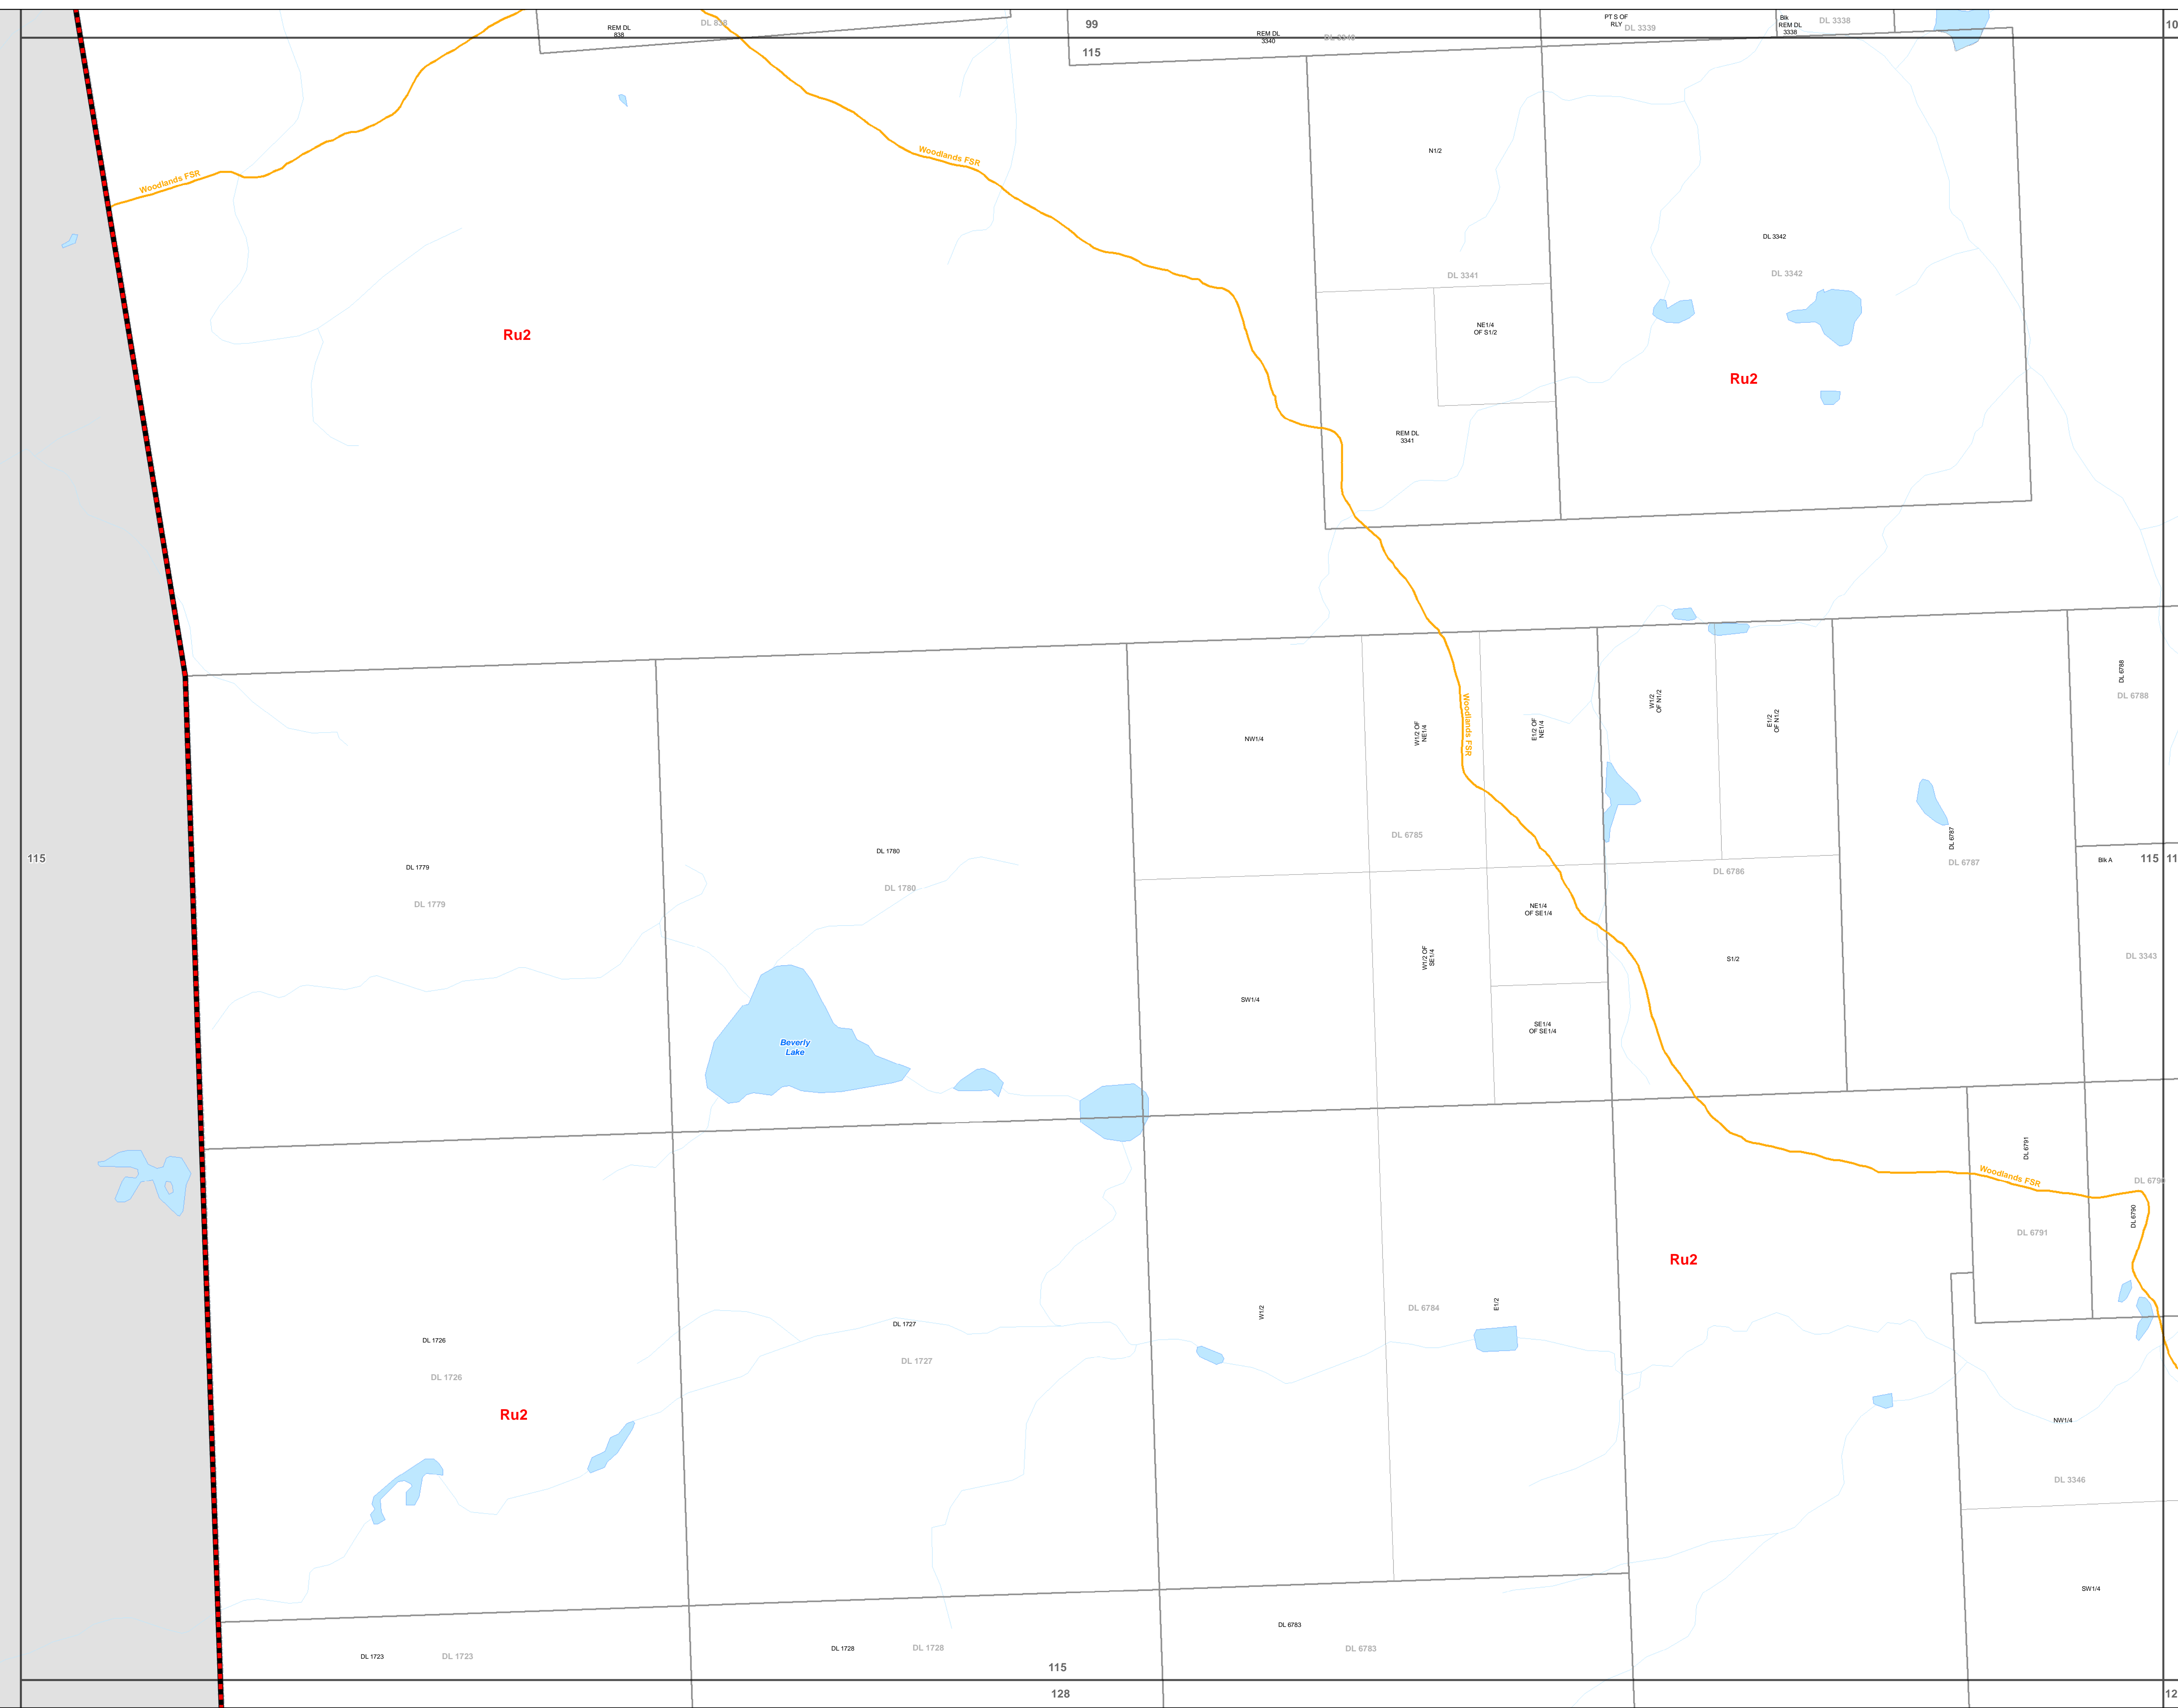 REM DL
838
DL 838
99
REM DL
3340
DL 3340
PT S OF
RLY
DL 3339
Blk
REM DL
3338
DL 3338
10
115
Woodlands FSR
Woodlands FSR
N1/2
DL 3342
DL 3341
DL 3342
Ru2
NE1/4
OF S1/2
Ru2
REM DL
3341
DL 6788
DL 6788
W1/2
OF N1/2
E1/2
OF N1/2
NW1/4
W1/2 OF
NE1/4
Woodlands FSR
E1/2 OF
NE1/4
DL 6785
DL 6787
115
DL 1779
DL 1780
DL 6786
DL 6787
Blk A
115
11
DL 1779
DL 1780
NE1/4
OF SE1/4
W1/2 OF
SE1/4
S1/2
DL 3343
SW1/4
SE1/4
OF SE1/4
Beverly
Lake
DL 6791
Woodlands FSR
DL 6790
DL 6790
DL 6791
Ru2
W1/2
DL 6784
E1/2
DL 1726
DL 1727
DL 1726
DL 1727
Ru2
NW1/4
DL 3346
SW1/4
DL 6783
DL 1723
DL 1723
DL 1728
DL 1728
DL 6783
115
128
12